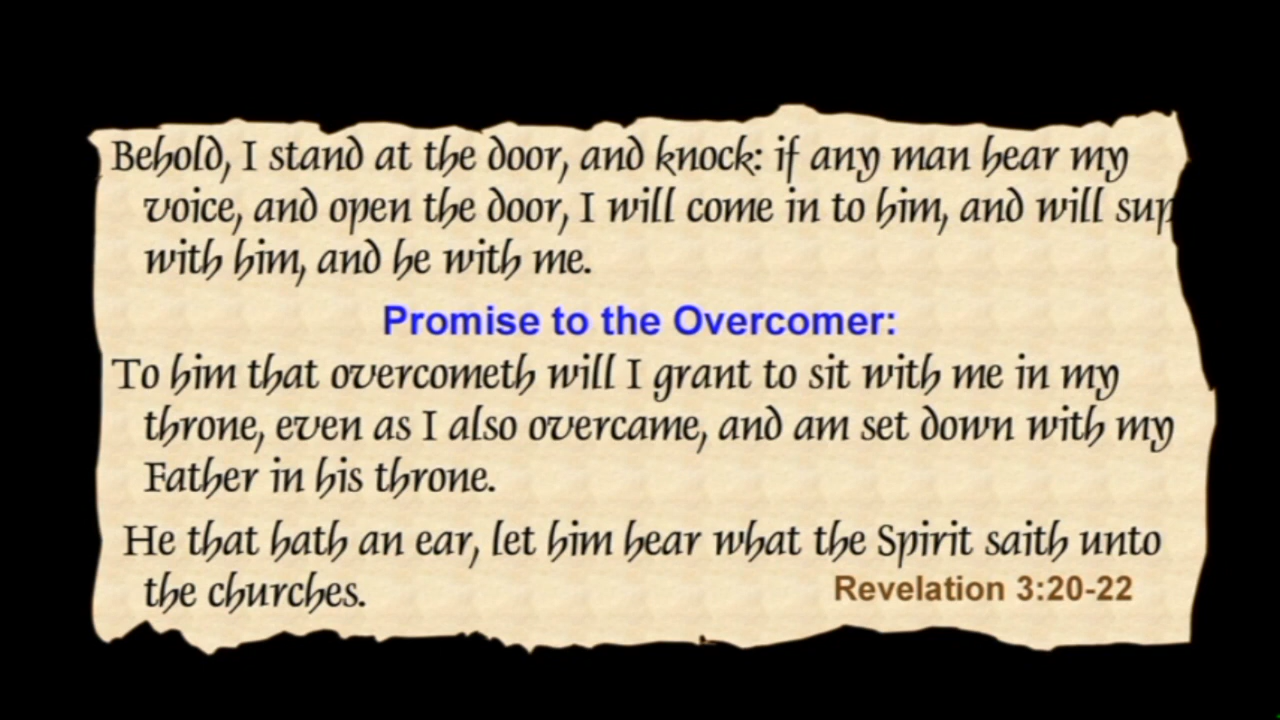 Behold, I stand at the door, and knock: if any man hear my
voice, and open the door, I will come in to him, and will sup
with him, and he with me.
Promise to the Overcomer:
To him that overcometh will I grant to sit with me in my
throne, even as I also overcame, and am set down with my
Father in his throne.
He that hath an ear, let him hear what the Spirit saith unto
the churches.
Revelation 3:20-22